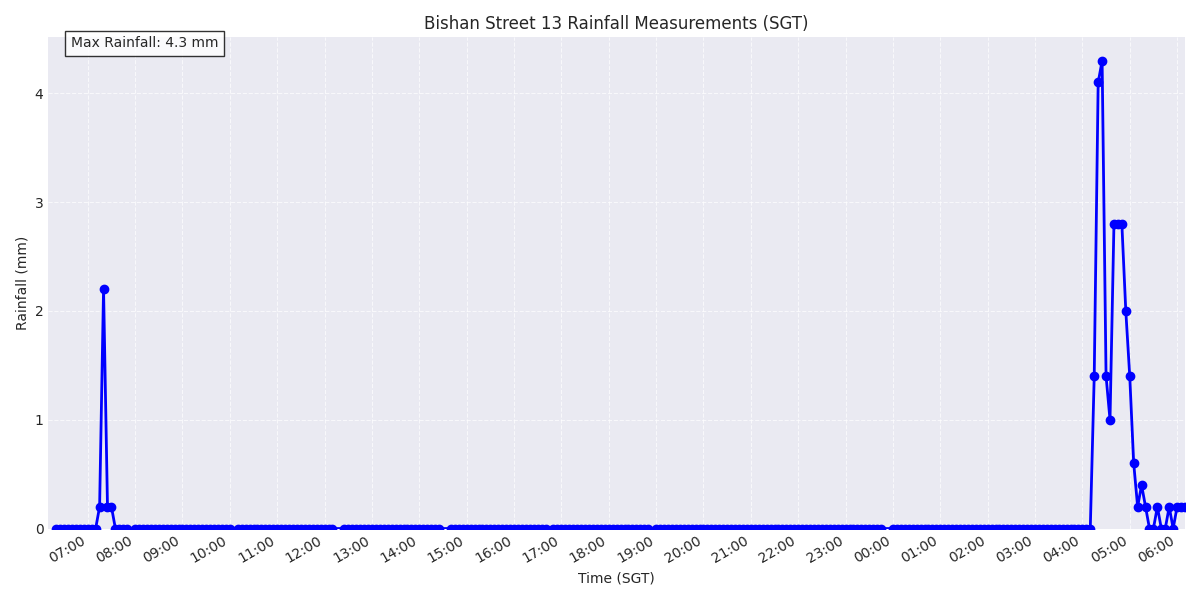 Bishan Street 13 Rainfall Measurements (SGT)
Max Rainfall: 4.3 mm
4
3
2
1
0
Rainfall (mm)
07:00 08:00 09:00 10:00 11:00 12:00 13:00 14:00 15:00 16:00 17:00 18:00 19:00 20:00 21:00 22:00 23:00 00:00 01:00 02:00 03:00 04:00 05:00 06:00
Time (SGT)